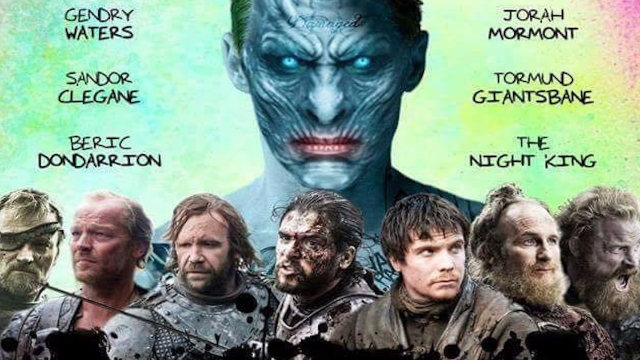 Damaged
GENDRY
WATERS
SANDOR
CLEGANE
BERIC
DONDARRION
JORAH
MORMONT
TORMUND
GIANTSBANE
THE
NIGHT KING